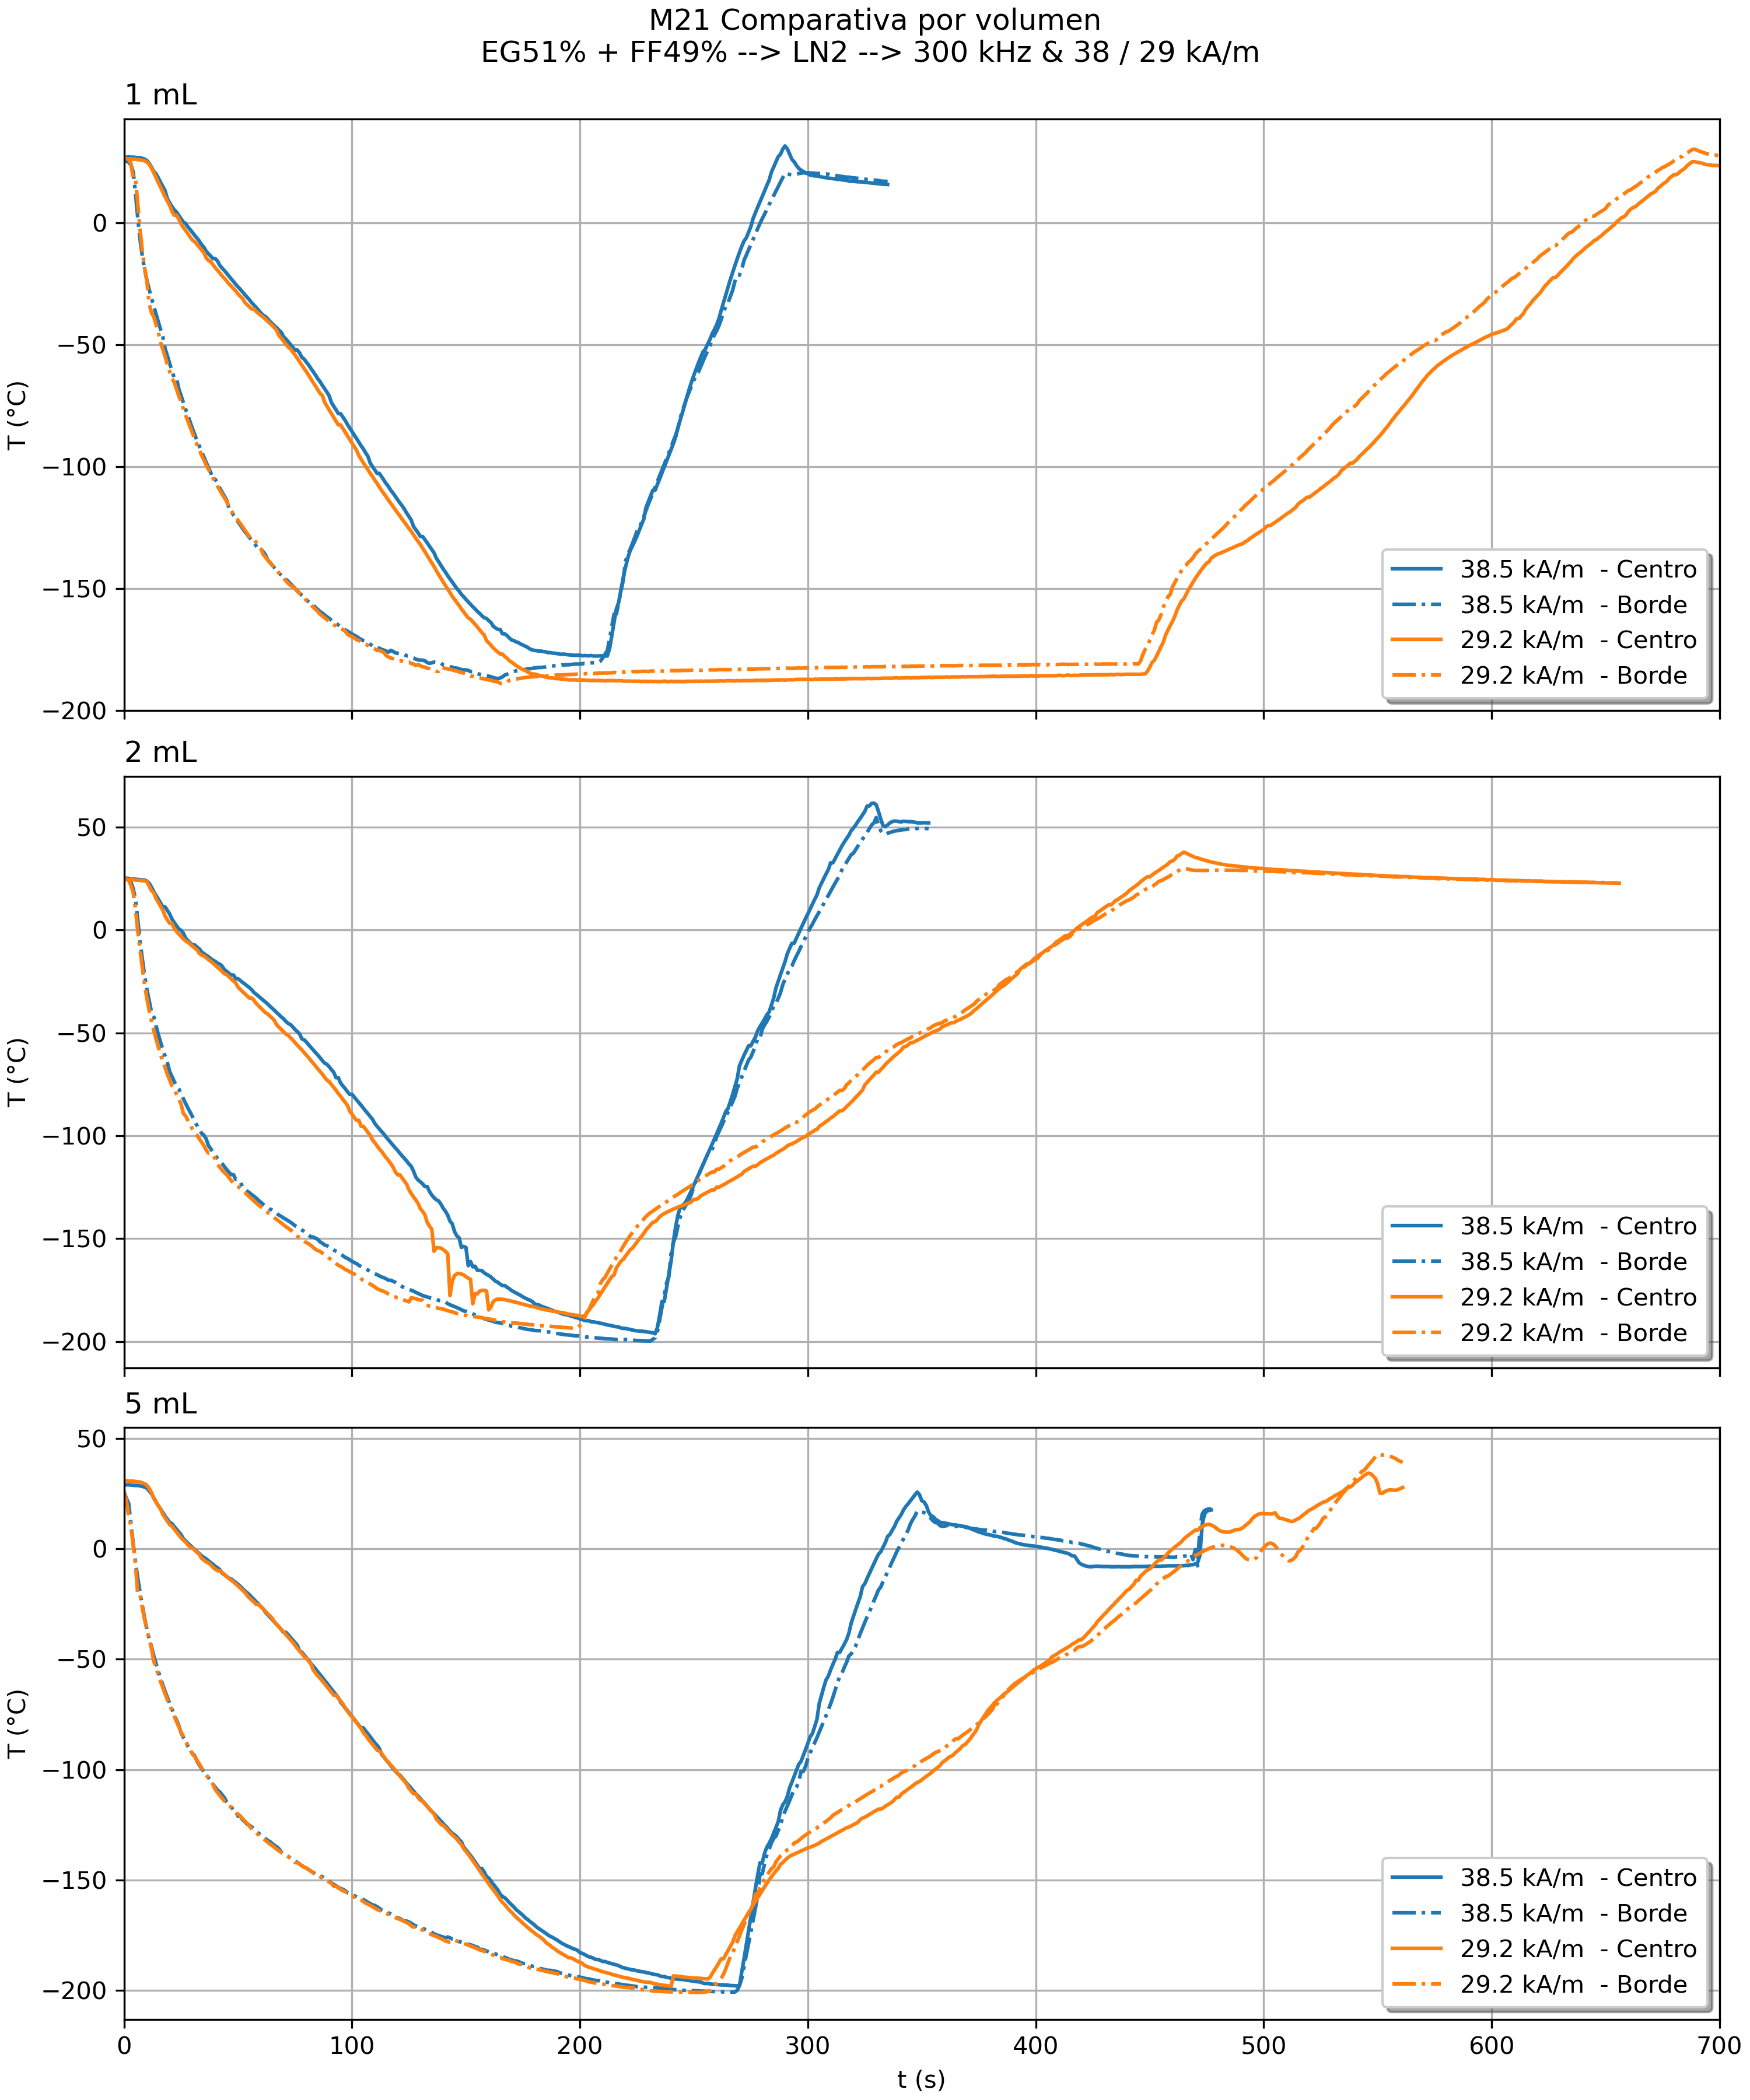 M21 Comparativa por volumen
EG51% + FF49% --> LN2 --> 300 kHz & 38 / 29 kA/m
1 mL
T (°C)
0
−50
−100
−150
−200
38.5 kA/m - Centro
38.5 kA/m - Borde
29.2 kA/m - Centro
29.2 kA/m - Borde
2 mL
T (°C)
50
0
−50
−100
−150
−200
38.5 kA/m - Centro
38.5 kA/m - Borde
29.2 kA/m - Centro
29.2 kA/m - Borde
5 mL
T (°C)
50
0
−50
−100
−150
−200
38.5 kA/m - Centro
38.5 kA/m - Borde
29.2 kA/m - Centro
29.2 kA/m - Borde
0 100 200 300 400 500 600 700
t (s)